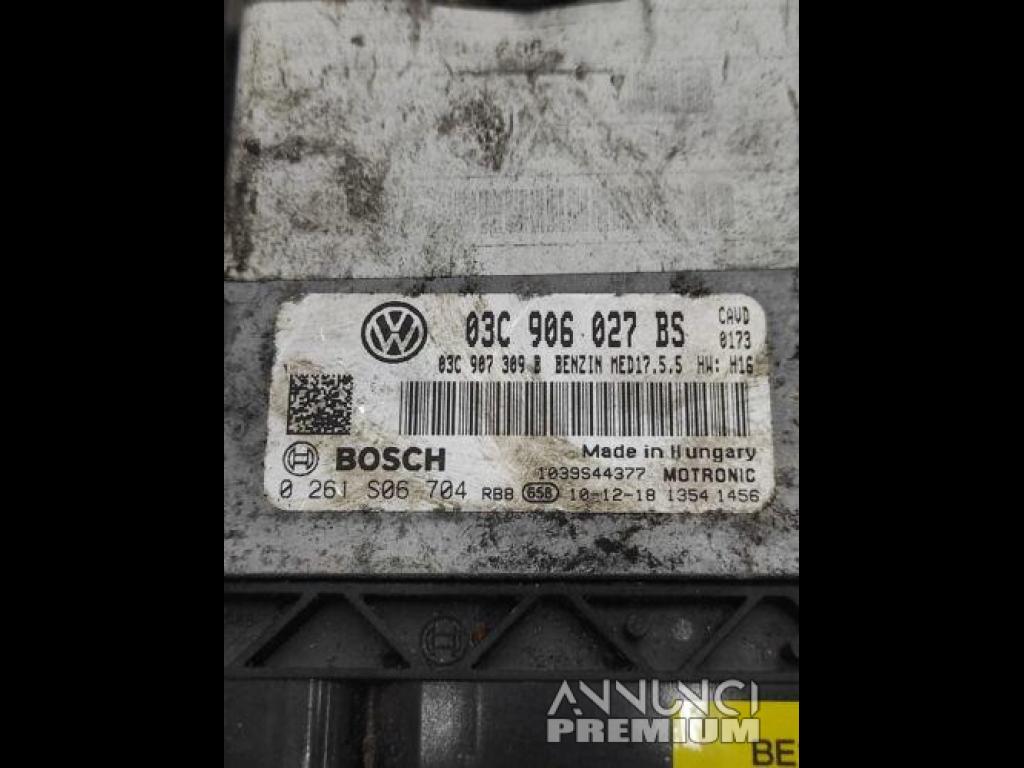 03C 906 027 BS CAVD
0173
03C 907 309 B BENZIN MED17.5.5 HW: H16
Made in Hungary
BOSCH
1039S44377 MOTRONIC
0 261 S06 704 RBB 658 10-12-18 1354 1456
ANNUNCI
PREMIUM